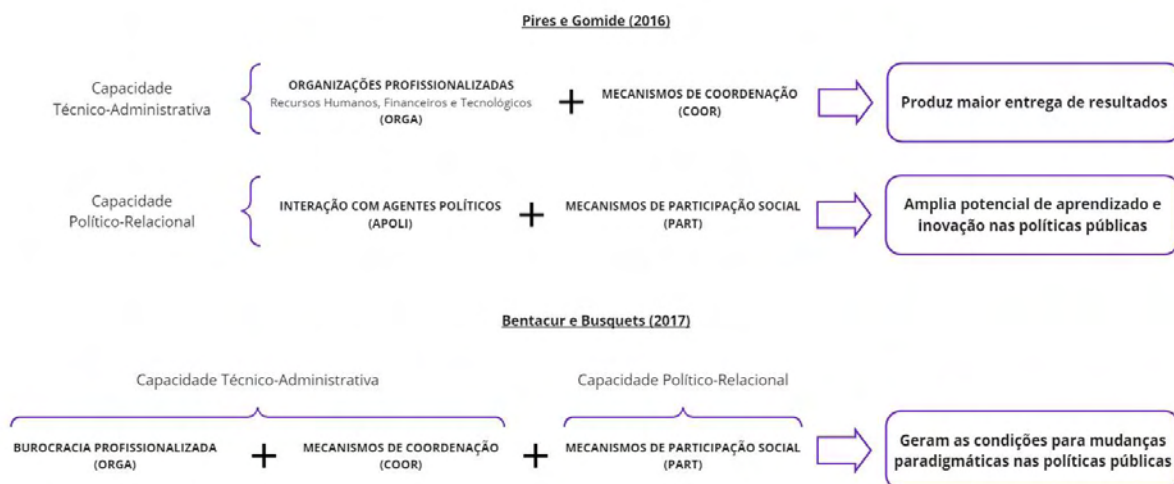 Pires e Gomide (2016)
Capacidade
Técnico-Administrativa
ORGANIZAÇÕES PROFISSIONALIZADAS
Recursos Humanos, Financeiros e Tecnológicos
(ORGA)
+
MECANISMOS DE COORDENAÇÃO
(COOR)
Produz maior entrega de resultados
Capacidade
Político-Relacional
INTERAÇÃO COM AGENTES POLÍTICOS
(APOLI)
+
MECANISMOS DE PARTICIPAÇÃO SOCIAL
(PART)
Amplia potencial de aprendizado e
inovação nas políticas públicas
Bentacur e Busquets (2017)
Capacidade Técnico-Administrativa
Capacidade Político-Relacional
BUROCRACIA PROFISSIONALIZADA
(ORGA)
+
MECANISMOS DE COORDENAÇÃO
(COOR)
+
MECANISMOS DE PARTICIPAÇÃO SOCIAL
(PART)
Geram as condições para mudanças
paradigmáticas nas políticas públicas